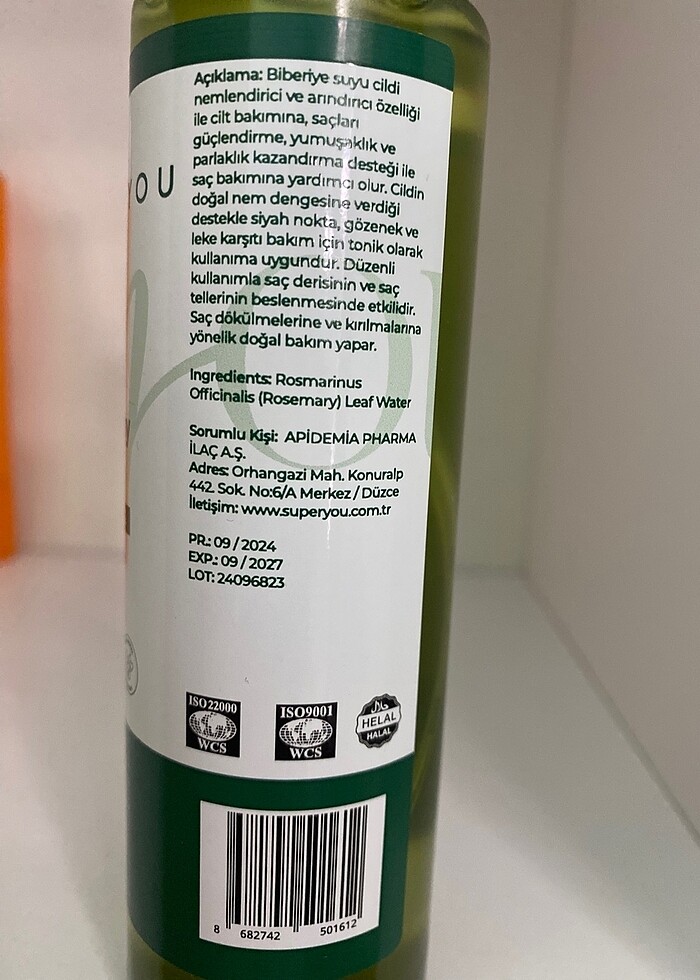 Açıklama: Biberiye suyu cildi
nemlendirici ve arındırıcı özelliği
ile cilt bakımına, saçları
güçlendirme, yumuşaklık ve
parlaklık kazandırma desteği ile
saç bakımına yardımcı olur. Cildin
doğal nem dengesine verdiği
destekle siyah nokta, gözenek ve
leke karşıtı bakım için tonik olarak
kullanıma uygundur. Düzenli
kullanımla saç derisinin ve saç
tellerinin beslenmesinde etkilidir.
Saç dökülmelerine ve kırılmalarına
yönelik doğal bakım yapar.
Ingredients: Rosmarinus
Officinalis (Rosemary) Leaf Water
Sorumlu Kişi: APİDEMİA PHARMA
İLAÇ A.Ş.
Adres: Orhangazi Mah. Konuralp
442. Sok. No:6/A Merkez / Düzce
İletişim: www.superyou.com.tr
PR.: 09 / 2024
EXP.: 09 / 2027
LOT: 24096823
YOU
ISO22000
WCS
ISO9001
WCS
حلال
HELAL
HALAL
8 682742 501612